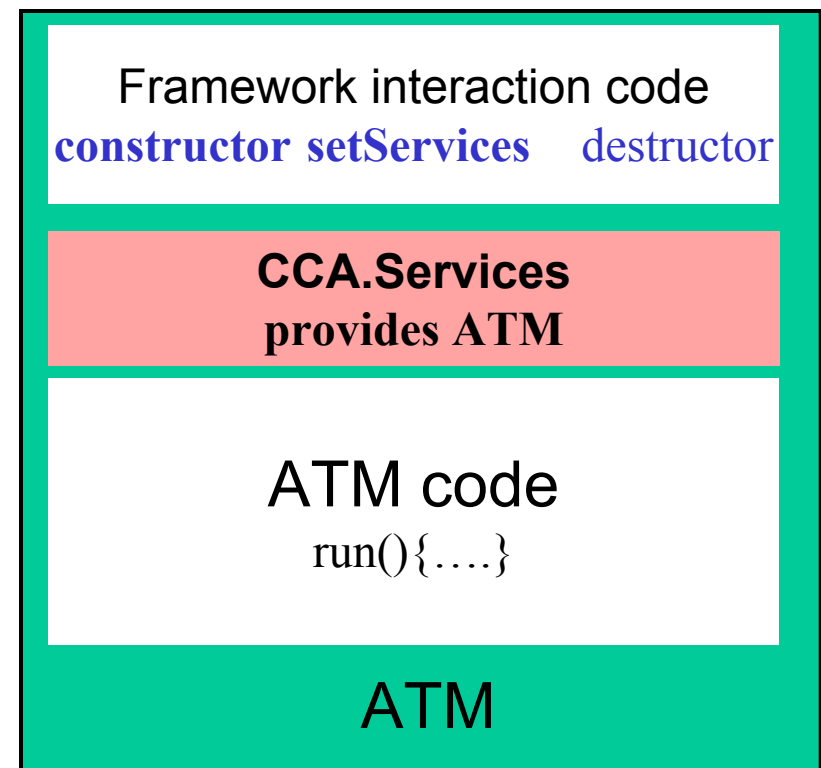 Framework interaction code
constructor setServices destructor
CCA.Services
provides ATM
ATM code
run(){....}
ATM